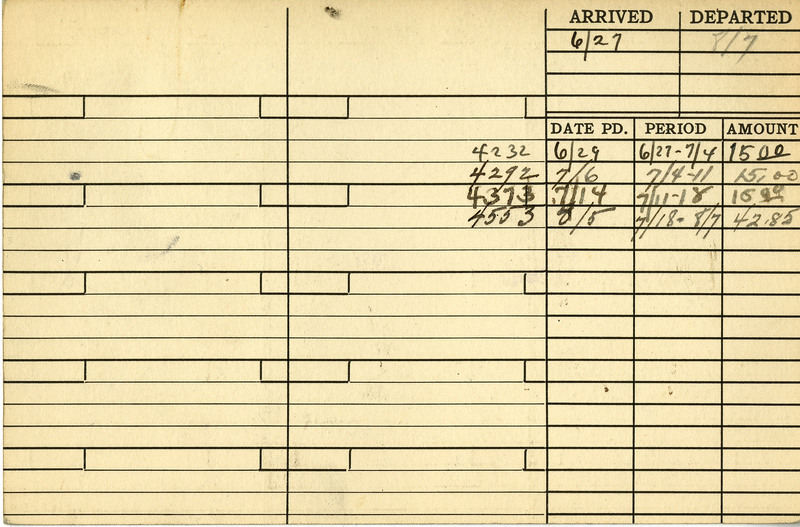 ARRIVED DEPARTED
6/27 8/7
DATE PD. PERIOD AMOUNT
4232 6/29 6/27-7/4 15.00
4292 7/6 7/4-11 15.00
4373 7/14 7/11-18 15.00
4553 8/5 7/18-8/7 42.85